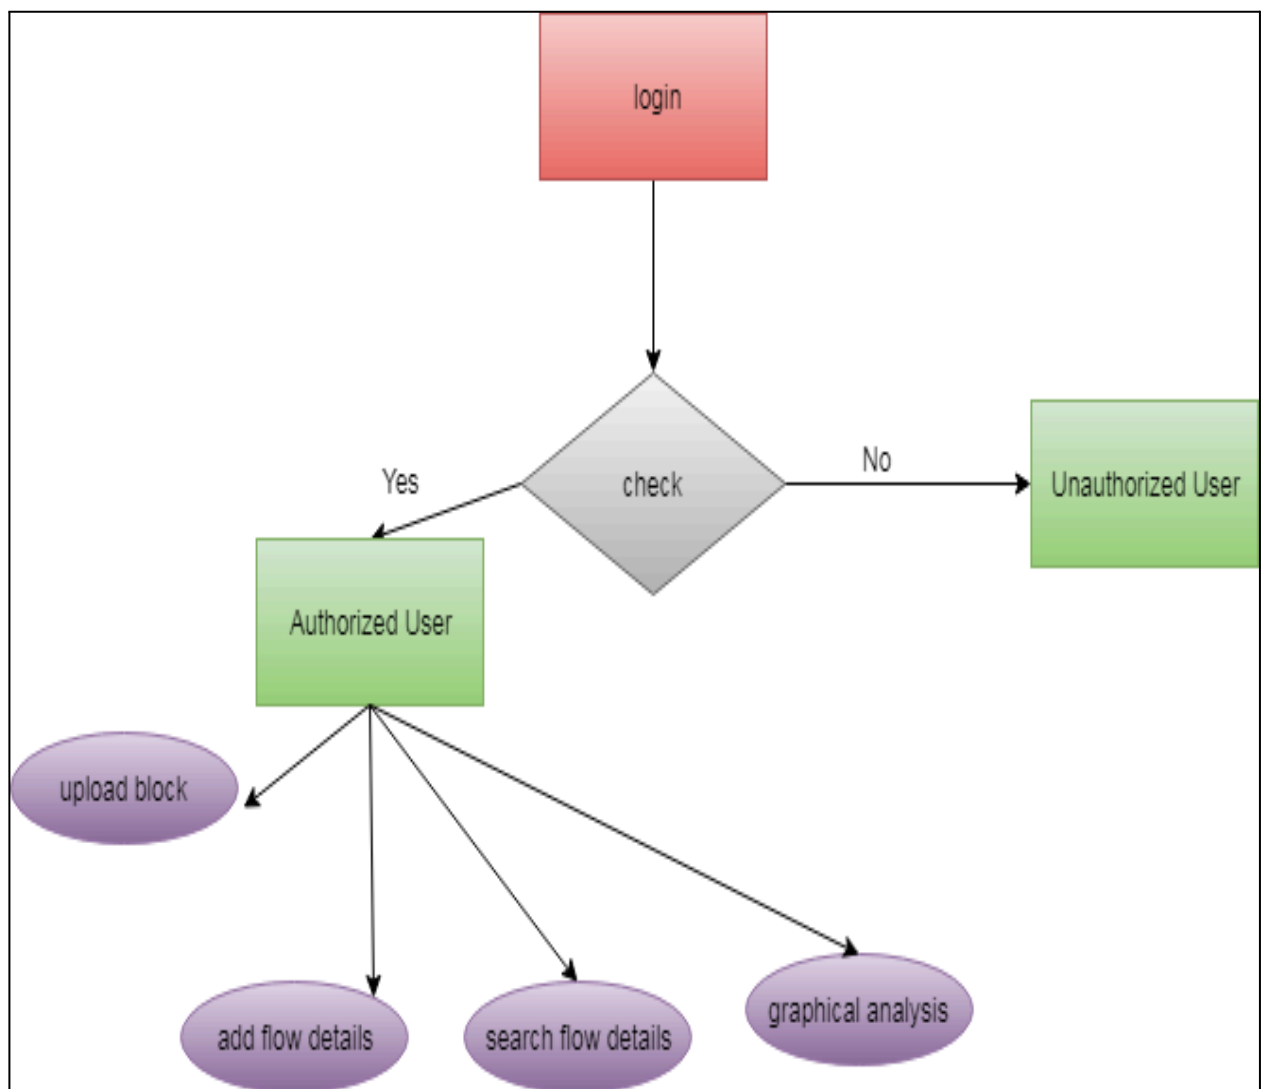 login
check
Yes
No
Unauthorized User
Authorized User
upload block
add flow details
search flow details
graphical analysis